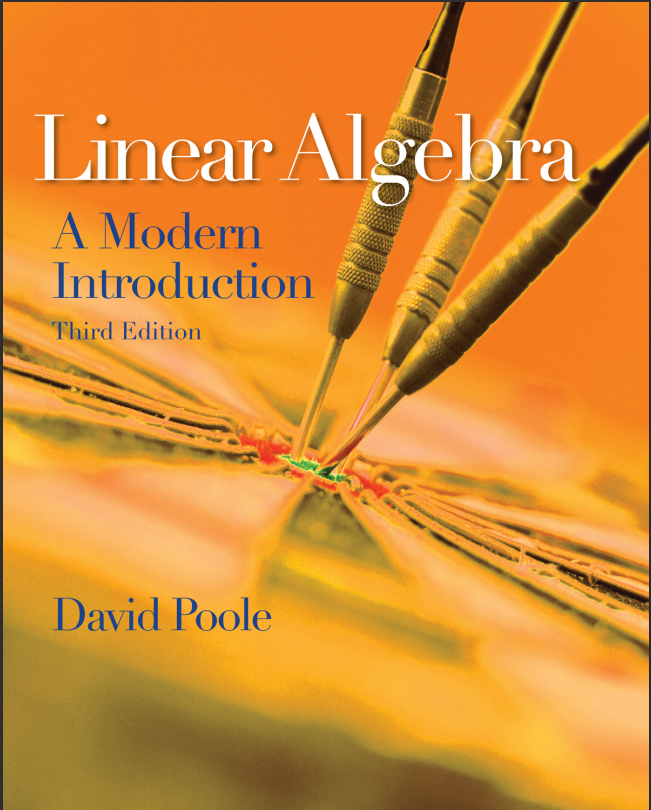 Linear Algebra
A Modern
Introduction
Third Edition
David Poole